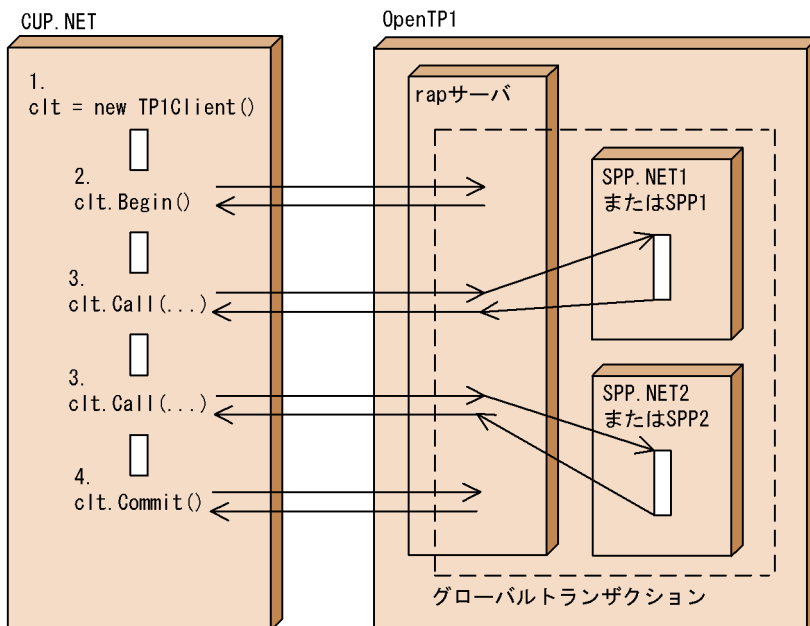 CUP.NET
1.
clt = new TP1Client()
2.
clt.Begin()
3.
clt.Call(...)
3.
clt.Call(...)
4.
clt.Commit()
OpenTP1
rapサーバ
SPP.NET1
またはSPP1
SPP.NET2
またはSPP2
グローバルトランザクション